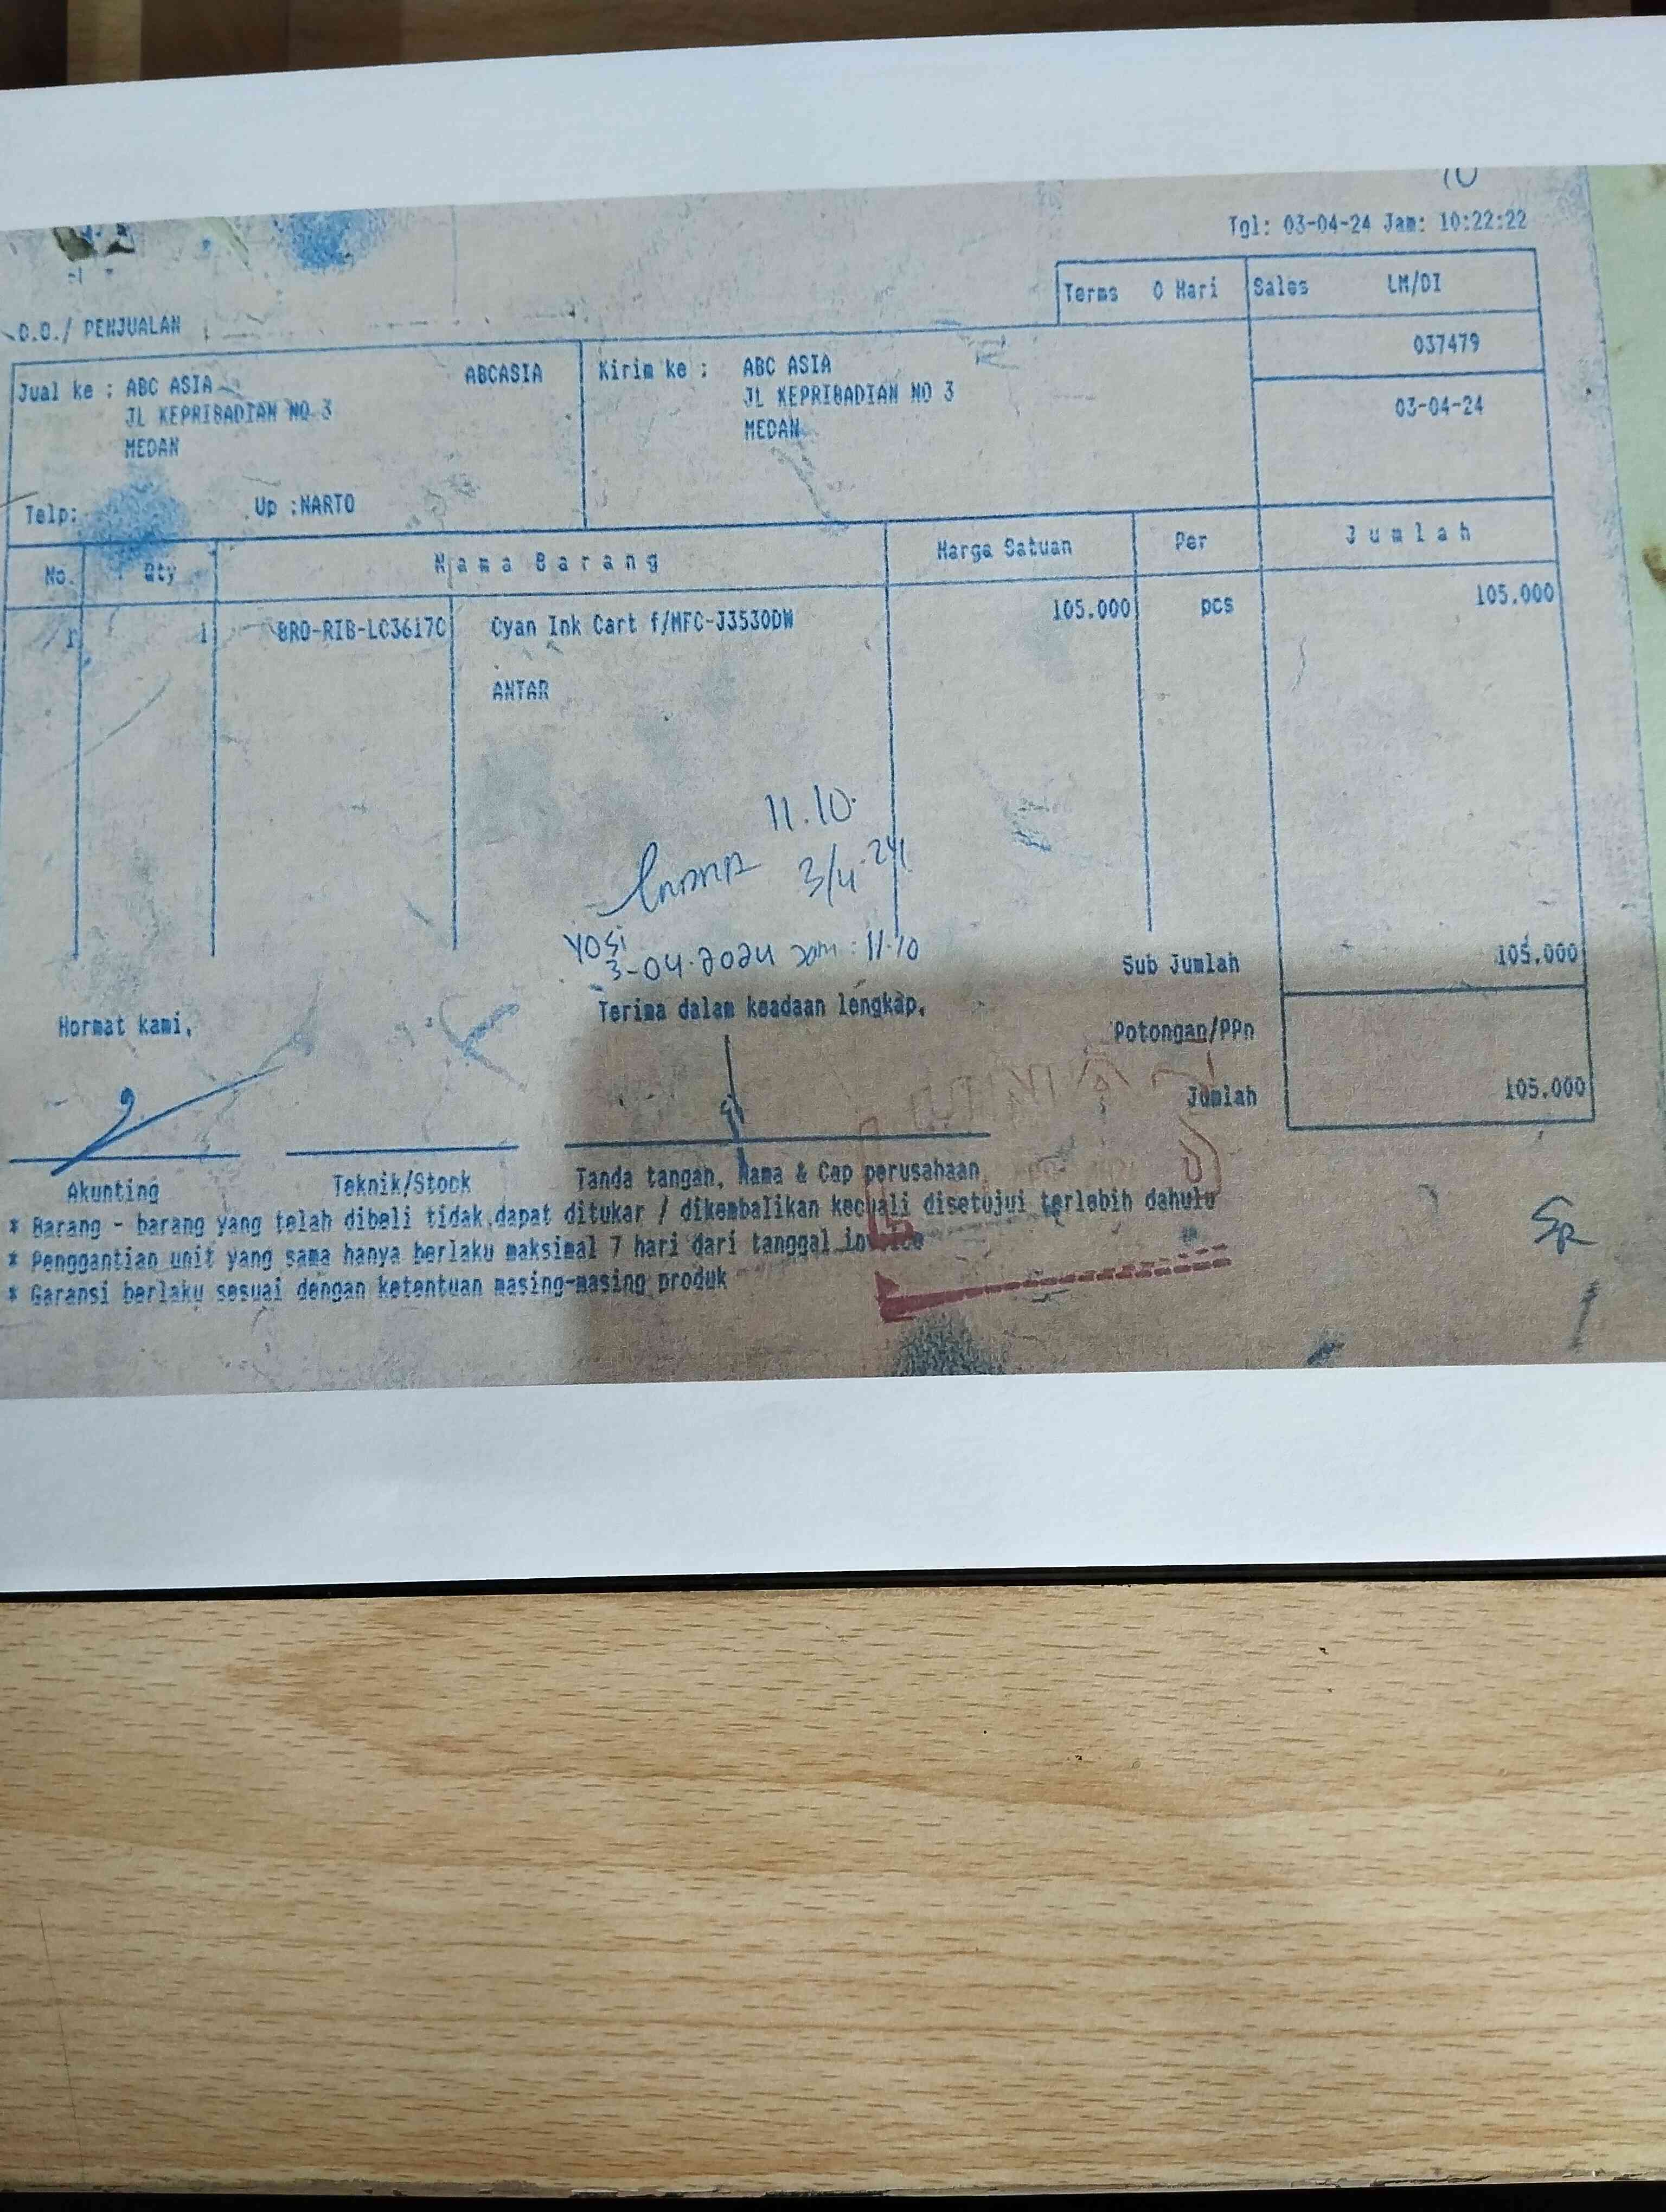 Tgl: 03-04-24 Jam: 10:22:22
Terms 0 Hari Sales LM/DI
D.O./ PENJUALAN
037479
Jual ke : ABC ASIA ABCASIA Kirim ke : ABC ASIA
03-04-24
JL KEPRIBADIAN NO 3 JL KEPRIBADIAN NO 3
MEDAN MEDAN
Telp: Up :NARTO
No. Qty Nama Barang Harga Satuan Per Jumlah
1 1 BRO-RIB-LC3617C Cyan Ink Cart f/MFC-J3530DW 105.000 pcs 105.000
ANTAR
11.10
3/4-24
YOSi
3-04-2024 Jam : 11.10
Sub Jumlah 105.000
Hormat kami, Terima dalam keadaan lengkap,
Potongan/PPn
Jumlah 105.000
Akunting Teknik/Stock Tanda tangan, Nama & Cap perusahaan
* Barang - barang yang telah dibeli tidak dapat ditukar / dikembalikan kecuali disetujui terlebih dahulu
* Penggantian unit yang sama hanya berlaku maksimal 7 hari dari tanggal invoice
* Garansi berlaku sesuai dengan ketentuan masing-masing produk